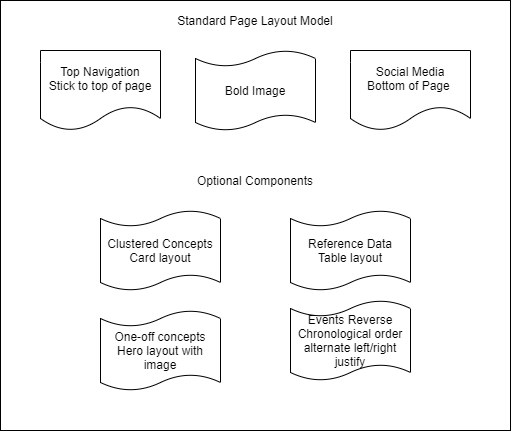 Standard Page Layout Model
Top Navigation
Stick to top of page
Bold Image
Social Media
Bottom of Page
Optional Components
Clustered Concepts
Card layout
Reference Data
Table layout
One-off concepts
Hero layout with
image
Events Reverse
Chronological order
alternate left/right
justify